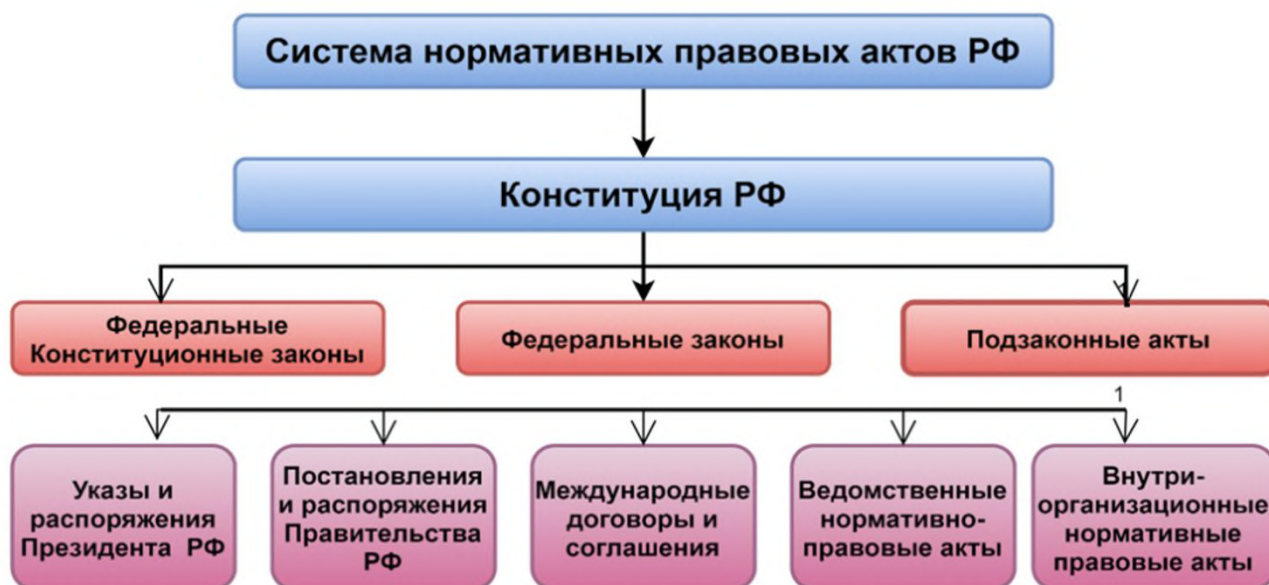 Система нормативных правовых актов РФ
Конституция РФ
Федеральные
Конституционные законы
Федеральные законы
Подзаконные акты
1
Указы и
распоряжения
Президента РФ
Постановления
и распоряжения
Правительства
РФ
Международные
договоры и
соглашения
Ведомственные
нормативно-
правовые акты
Внутри-
организационные
нормативные
правовые акты